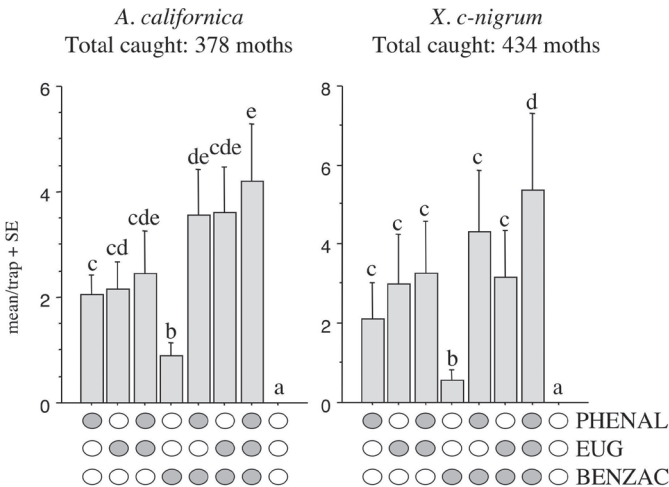 A. californica
Total caught: 378 moths
X. c-nigrum
Total caught: 434 moths
mean/trap + SE
6
4
2
0
c
cd
cde
b
de
cde
e
a
8
6
4
2
0
c
c
c
b
c
c
d
a
PHENAL
EUG
BENZAC